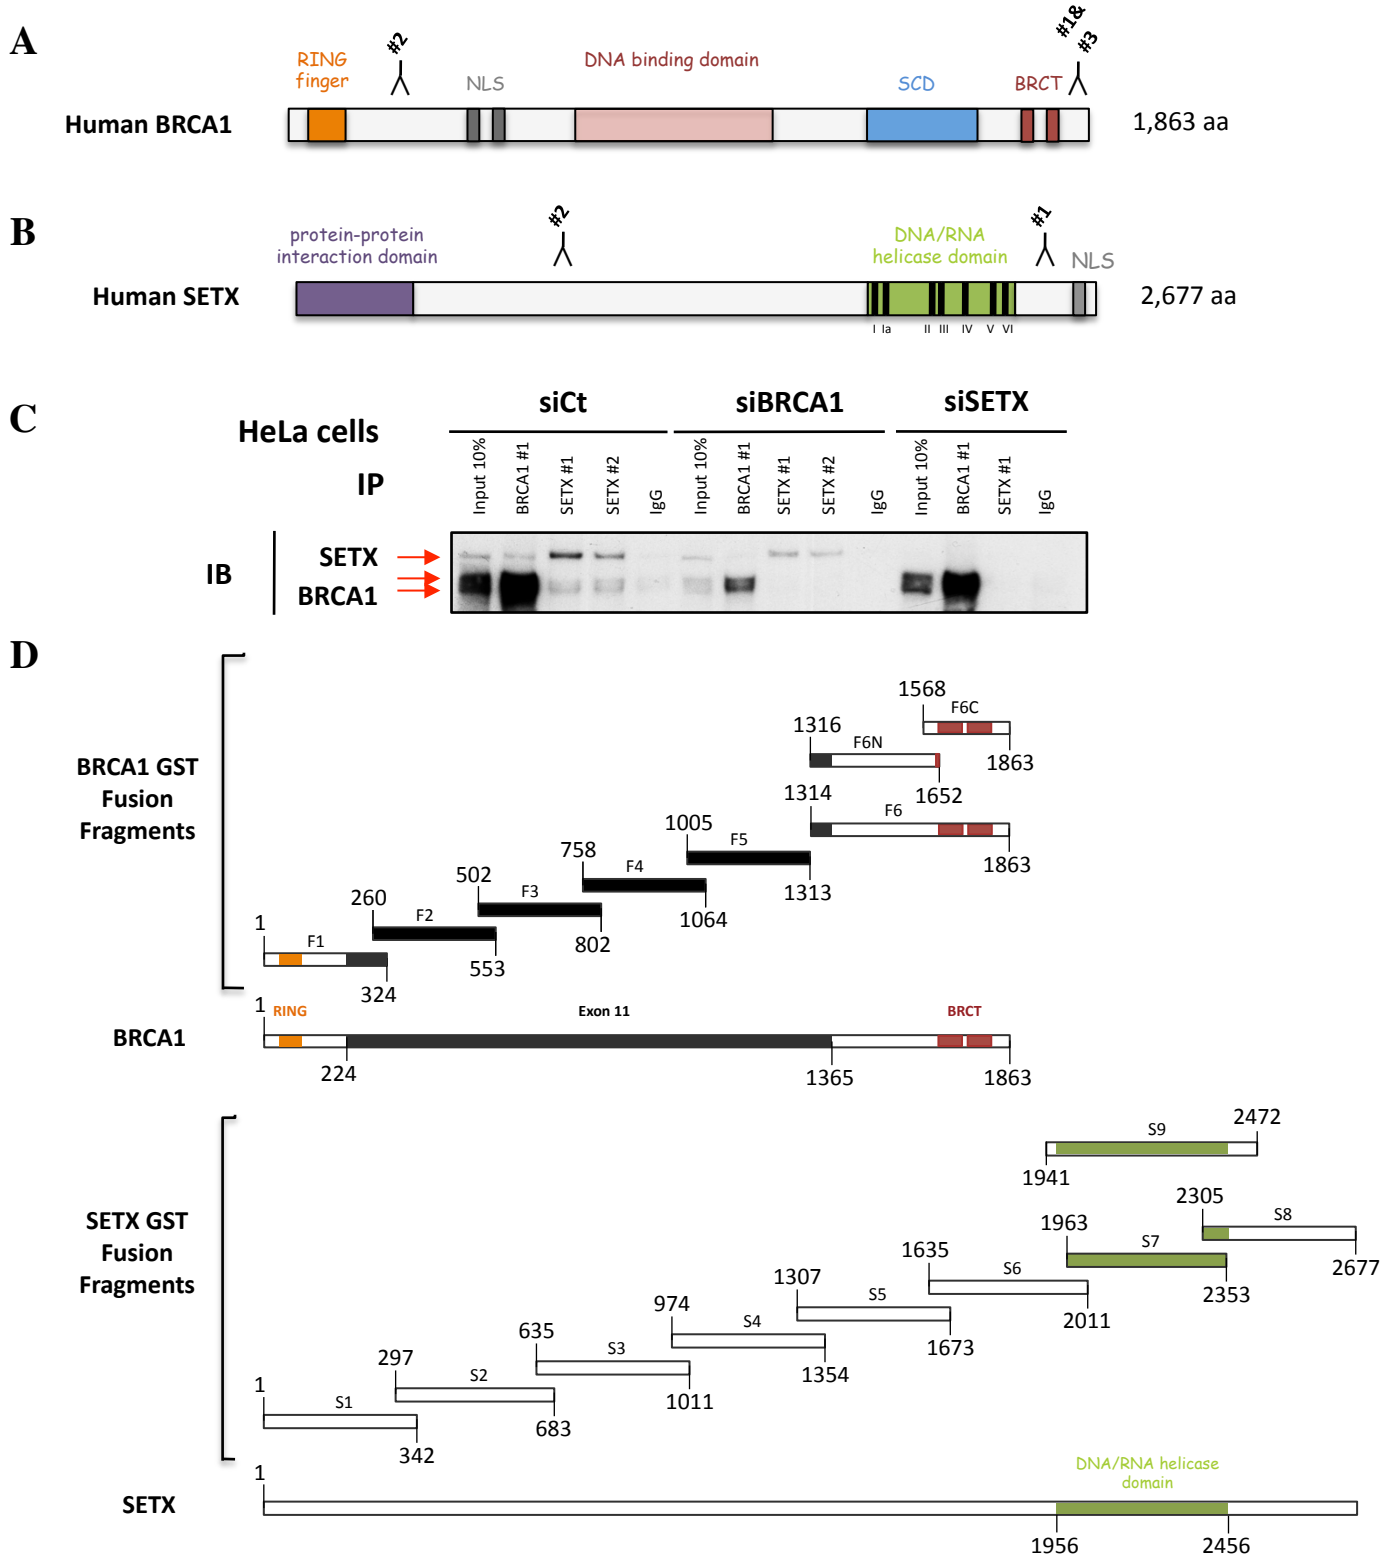 A
RING
finger
#2
NLS
DNA binding domain
SCD
BRCT
#1&
#3
Human BRCA1
1,863 aa
B
protein-protein
interaction domain
#2
DNA/RNA
helicase domain
#1
NLS
Human SETX
2,677 aa
I Ia II III IV V VI
C
HeLa cells
siCt
siBRCA1
siSETX
IP
Input 10%
BRCA1 #1
SETX #1
SETX #2
IgG
Input 10%
BRCA1 #1
SETX #1
SETX #2
IgG
Input 10%
BRCA1 #1
SETX #1
IgG
IB
SETX
BRCA1
D
BRCA1 GST
Fusion
Fragments
1568
F6C
1863
1316
F6N
1652
1314
F6
1863
1005
F5
1313
758
F4
1064
502
F3
802
260
F2
553
1
F1
324
BRCA1
1
RING
Exon 11
BRCT
224
1365
1863
SETX GST
Fusion
Fragments
S9
2472
1941
2305
S8
2677
1963
S7
2353
1635
S6
2011
1307
S5
1673
974
S4
1354
635
S3
1011
297
S2
683
1
S1
342
SETX
1
DNA/RNA helicase
domain
1956
2456